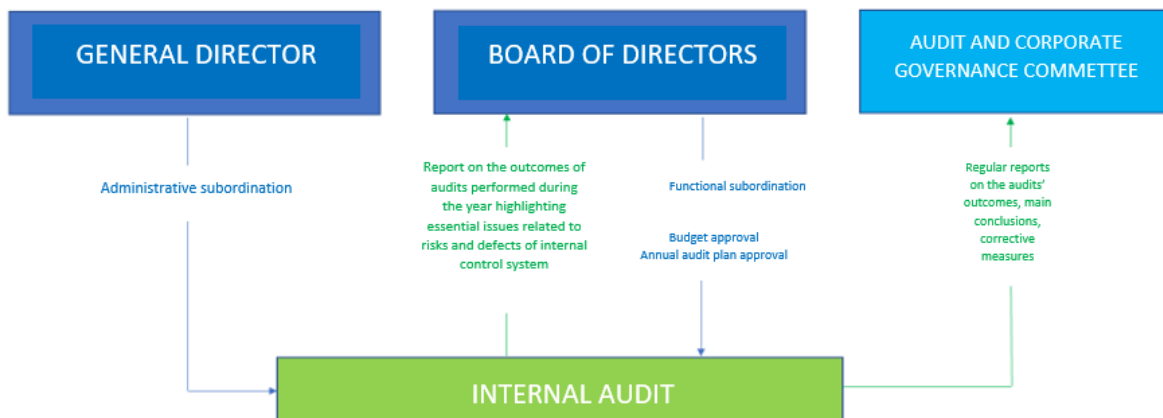 GENERAL DIRECTOR
BOARD OF DIRECTORS
AUDIT AND CORPORATE
GOVERNANCE COMMETTEE
Administrative subordination
Report on the outcomes of
audits performed during
the year highlighting
essential issues related to
risks and defects of internal
control system
Functional subordination
Budget approval
Annual audit plan approval
Regular reports
on the audits’
outcomes, main
conclusions,
corrective
measures
INTERNAL AUDIT